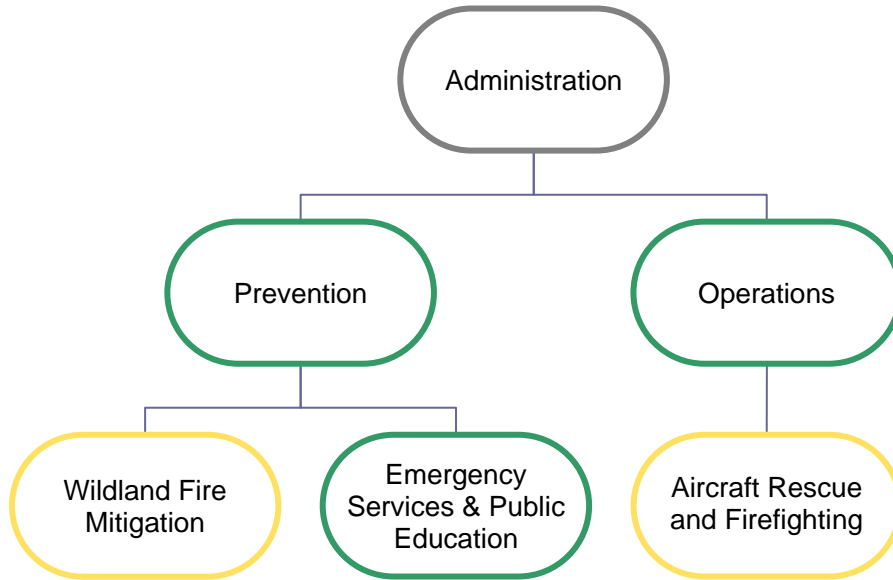 Administration
Prevention
Operations
Wildland Fire
Mitigation
Emergency
Services & Public
Education
Aircraft Rescue
and Firefighting